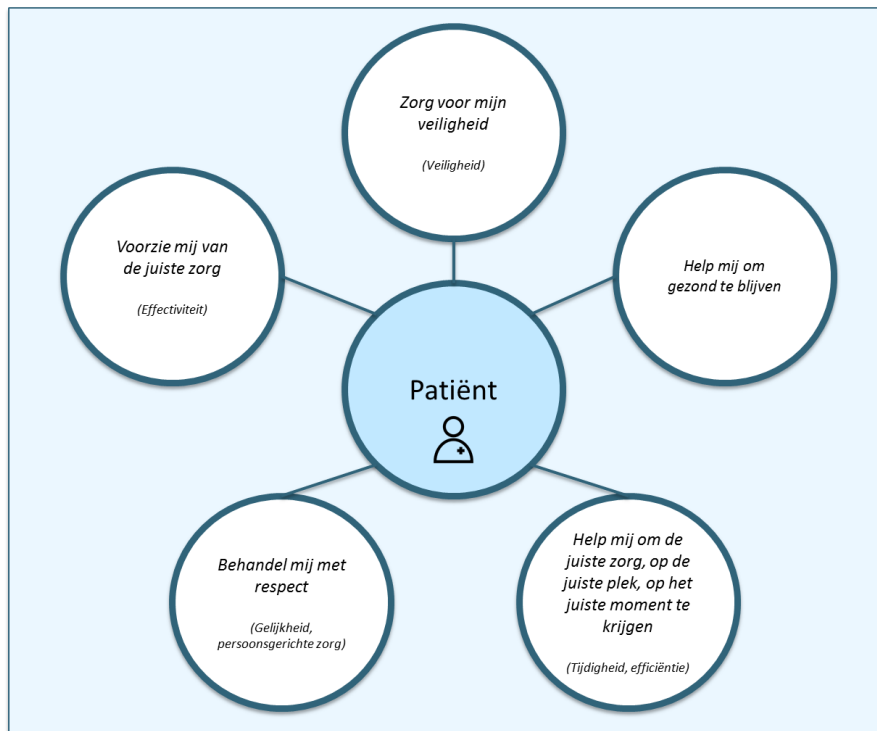 Zorg voor mijn
veiligheid
(Veiligheid)
Voorzie mij van
de juiste zorg
(Effectiviteit)
Help mij om
gezond te blijven
Patiënt
Behandel mij met
respect
(Gelijkheid,
persoonsgerichte zorg)
Help mij om de
juiste zorg, op de
juiste plek, op het
juiste moment te
krijgen
(Tijdigheid, efficiëntie)